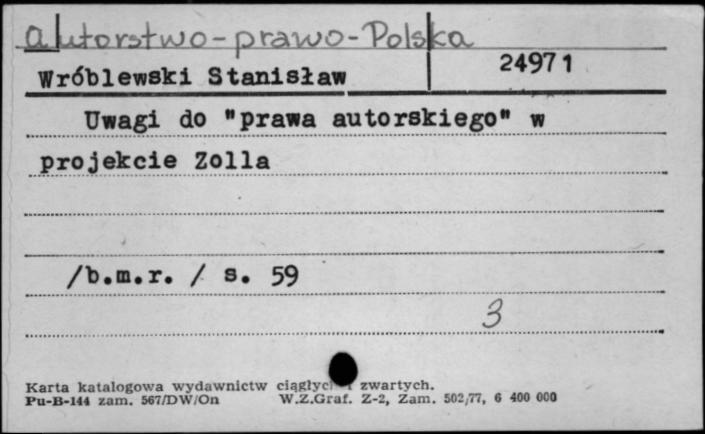 autorstwo-prawo-Polska
Wróblewski Stanisław 24971
Uwagi do "prawa autorskiego" w
projekcie Zolla
/b.m.r. / s. 59
3
Karta katalogowa wydawnictw zwartych.
Pu-B-144 zam. 567/DW/On W.Z.Graf. Z-2, Zam. 502/77, 6 400 000